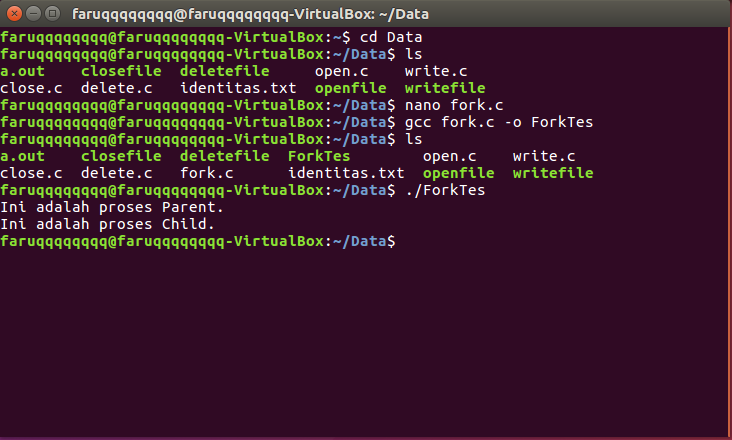 faruqqqqqqqq@faruqqqqqqqq-VirtualBox: ~/Data
faruqqqqqqqq@faruqqqqqqqq-VirtualBox:~$ cd Data
faruqqqqqqqq@faruqqqqqqqq-VirtualBox:~/Data$ ls
a.out closefile deletefile open.c write.c
close.c delete.c identitas.txt openfile writefile
faruqqqqqqqq@faruqqqqqqqq-VirtualBox:~/Data$ nano fork.c
faruqqqqqqqq@faruqqqqqqqq-VirtualBox:~/Data$ gcc fork.c -o ForkTes
faruqqqqqqqq@faruqqqqqqqq-VirtualBox:~/Data$ ls
a.out closefile deletefile ForkTes open.c write.c
close.c delete.c fork.c identitas.txt openfile writefile
faruqqqqqqqq@faruqqqqqqqq-VirtualBox:~/Data$ ./ForkTes
Ini adalah proses Parent.
Ini adalah proses Child.
faruqqqqqqqq@faruqqqqqqqq-VirtualBox:~/Data$